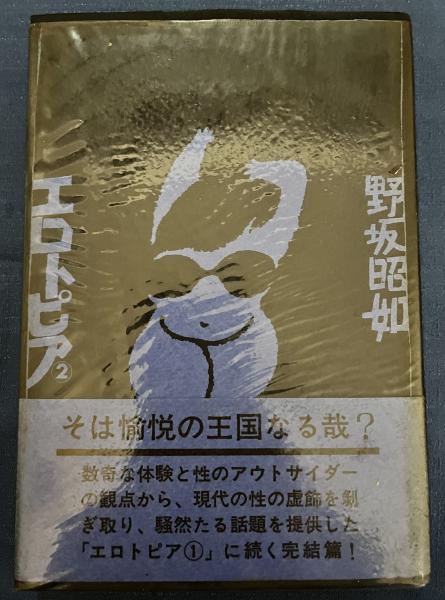 野坂昭如
エロトピア②
そは愉悦の王国なる哉？
数奇な体験と性のアウトサイダー
の観点から、現代の性の虚飾を剝
ぎ取り、騒然たる話題を提供した
「エロトピア①」に続く完結篇！